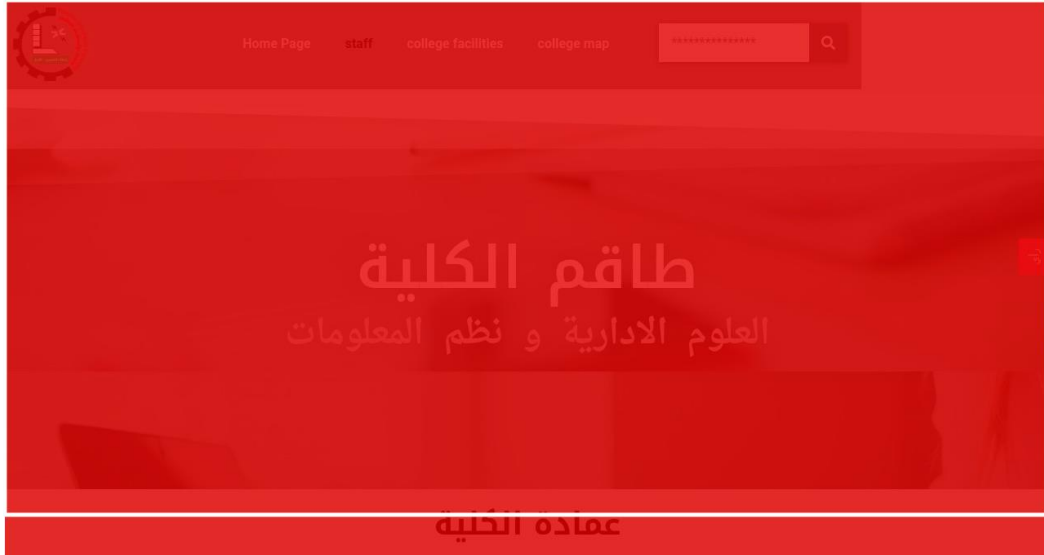 Home Page staff college facilities college map ***************
طاقم الكلية
العلوم الادارية و نظم المعلومات
عمادة الكلية